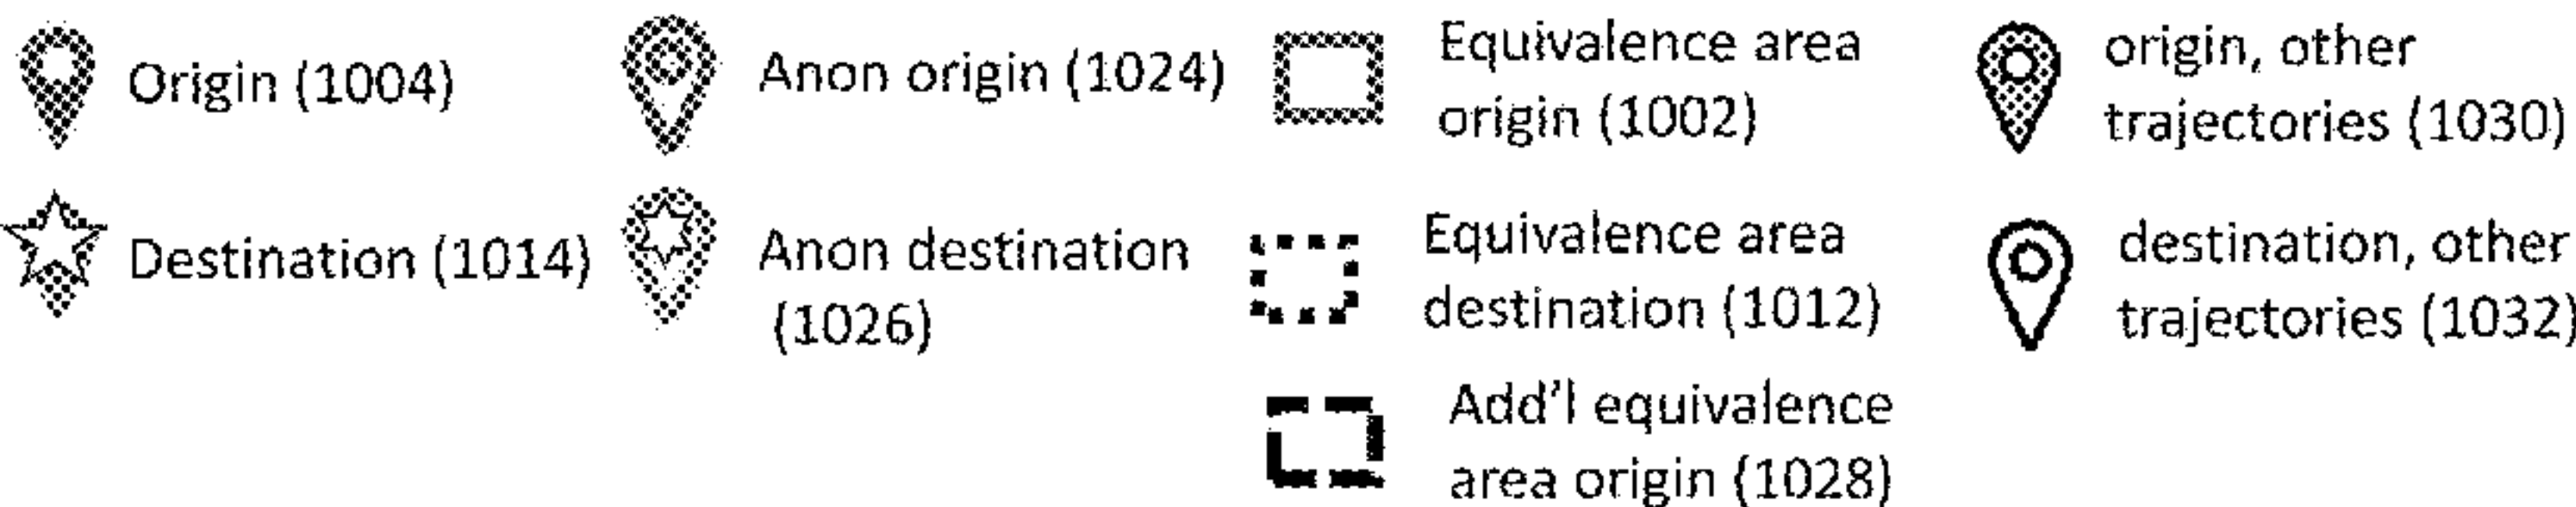 Origin (1004)
Destination (1014)
Anon origin (1024)
Anon destination
(1026)
Equivalence area
origin (1002)
Equivalence area
destination (1012)
Add'l equivalence
area origin (1028)
origin, other
trajectories (1030)
destination, other
trajectories (1032)